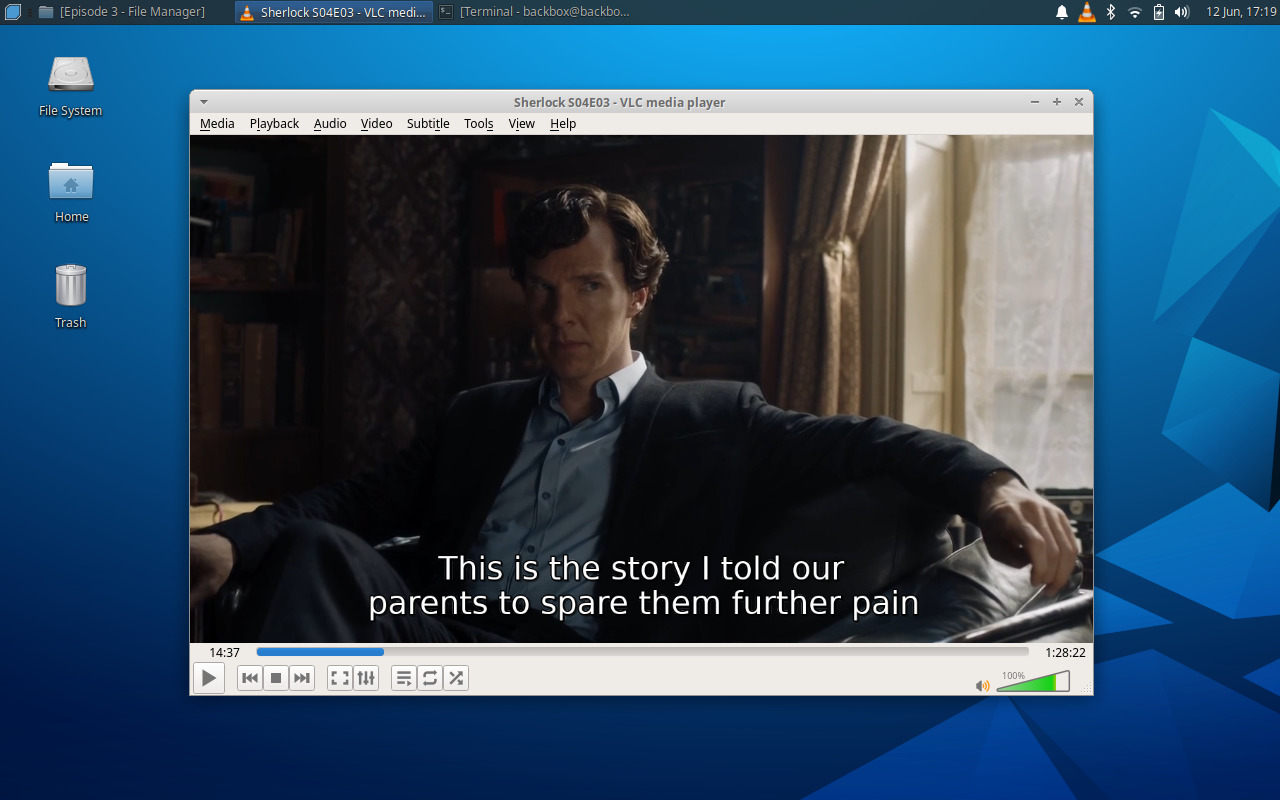 [Episode 3 - File Manager]
Sherlock S04E03 - VLC medi...
[Terminal - backbox@backbo...
12 Jun, 17:19
File System
Home
Trash
Sherlock S04E03 - VLC media player
Media Playback Audio Video Subtitle Tools View Help
This is the story I told our
parents to spare them further pain
14:37
1:28:22
100%